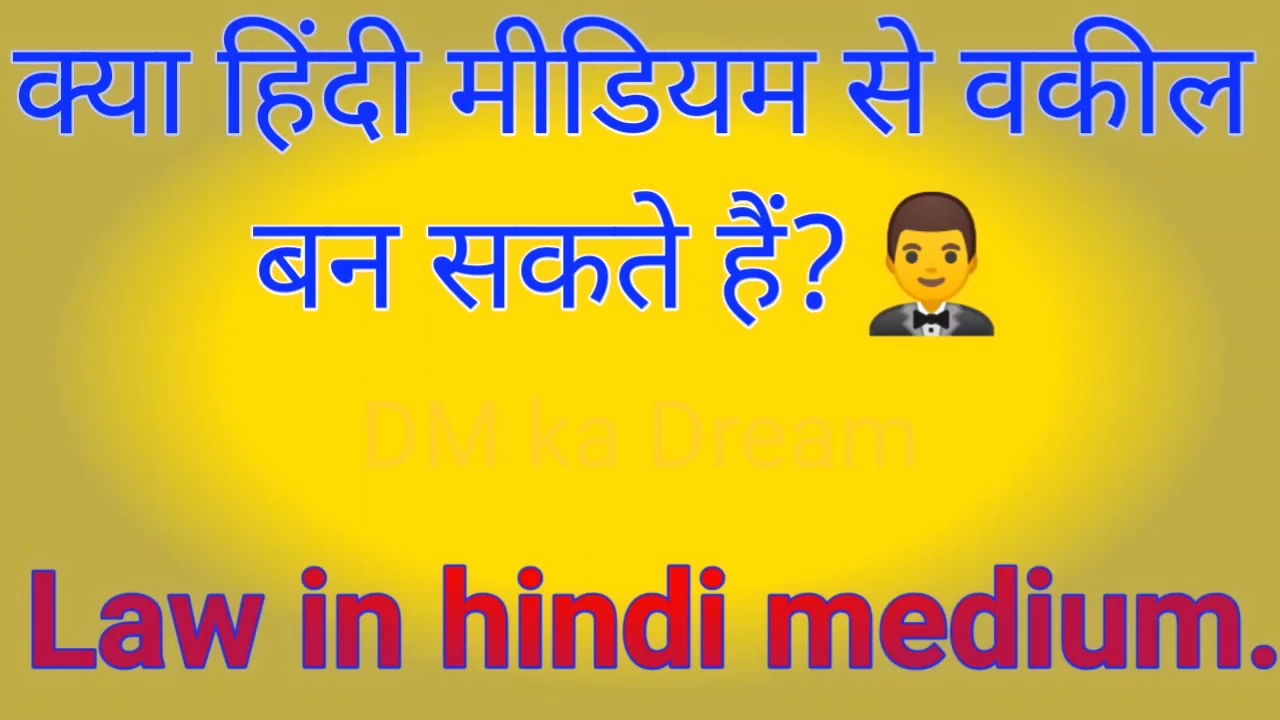 क्या हिंदी मीडियम से वकील
बन सकते हैं?
DM ka Dream
Law in hindi medium.